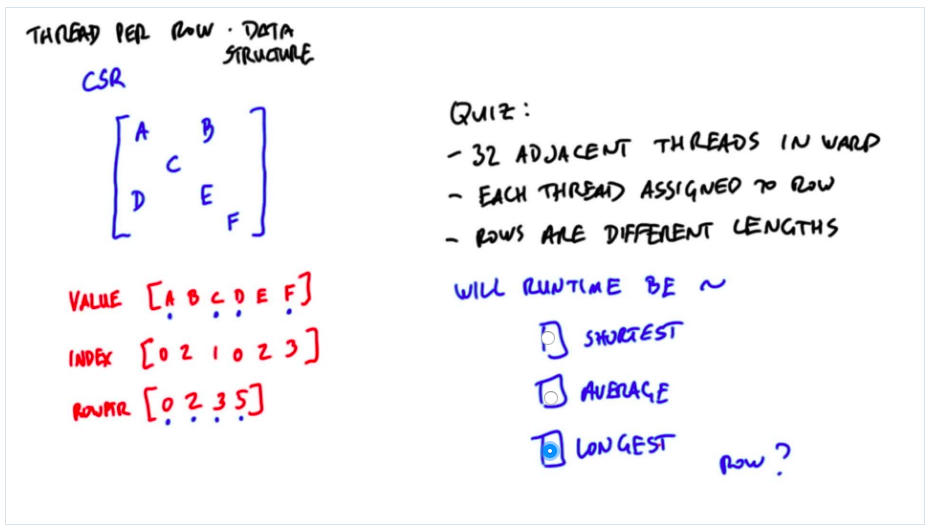 THREAD PER ROW · DATA
STRUCTURE
CSR
A B
C
D E
F
VALUE [A B C D E F]
INDEX [0 2 1 0 2 3]
ROWPTR [0 2 3 5]
QUIZ:
- 32 ADJACENT THREADS IN WARP
- EACH THREAD ASSIGNED TO ROW
- ROWS ARE DIFFERENT LENGTHS
WILL RUNTIME BE ~
SHORTEST
AVERAGE
LONGEST
ROW?